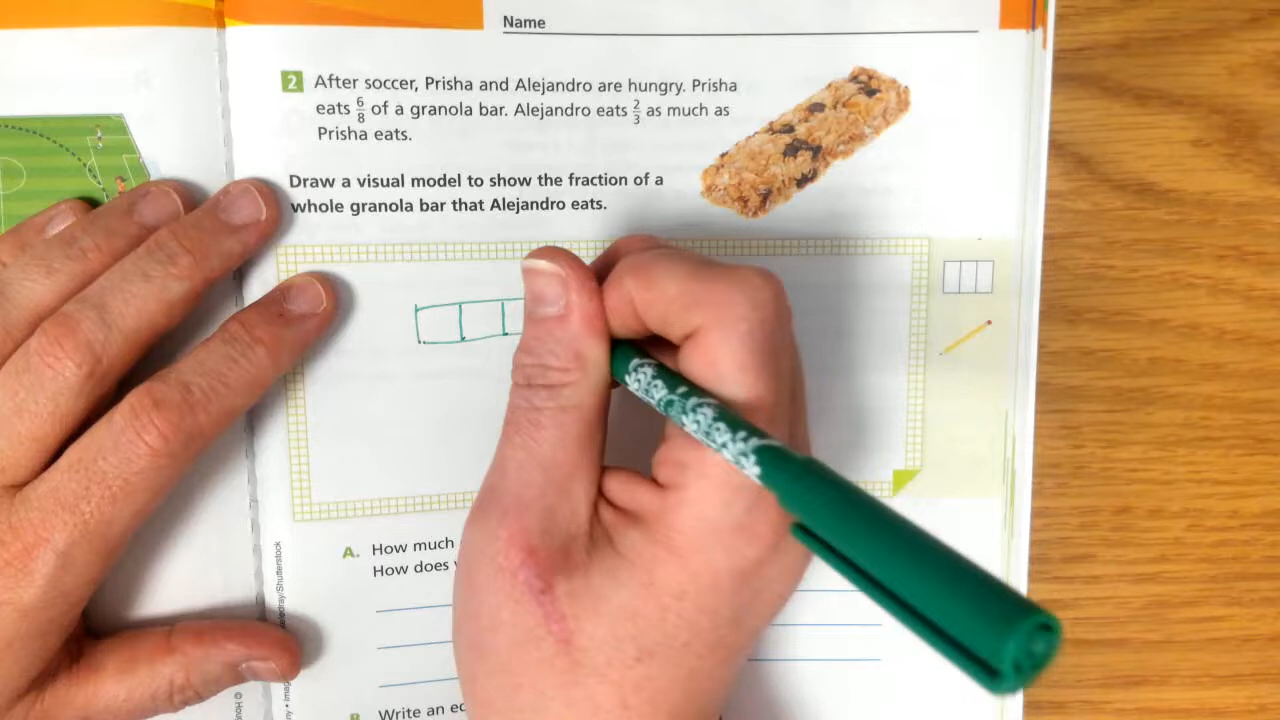 Name
2 After soccer, Prisha and Alejandro are hungry. Prisha
eats 6/8 of a granola bar. Alejandro eats 2/3 as much as
Prisha eats.
Draw a visual model to show the fraction of a
whole granola bar that Alejandro eats.
A. How much
How does
B Write an